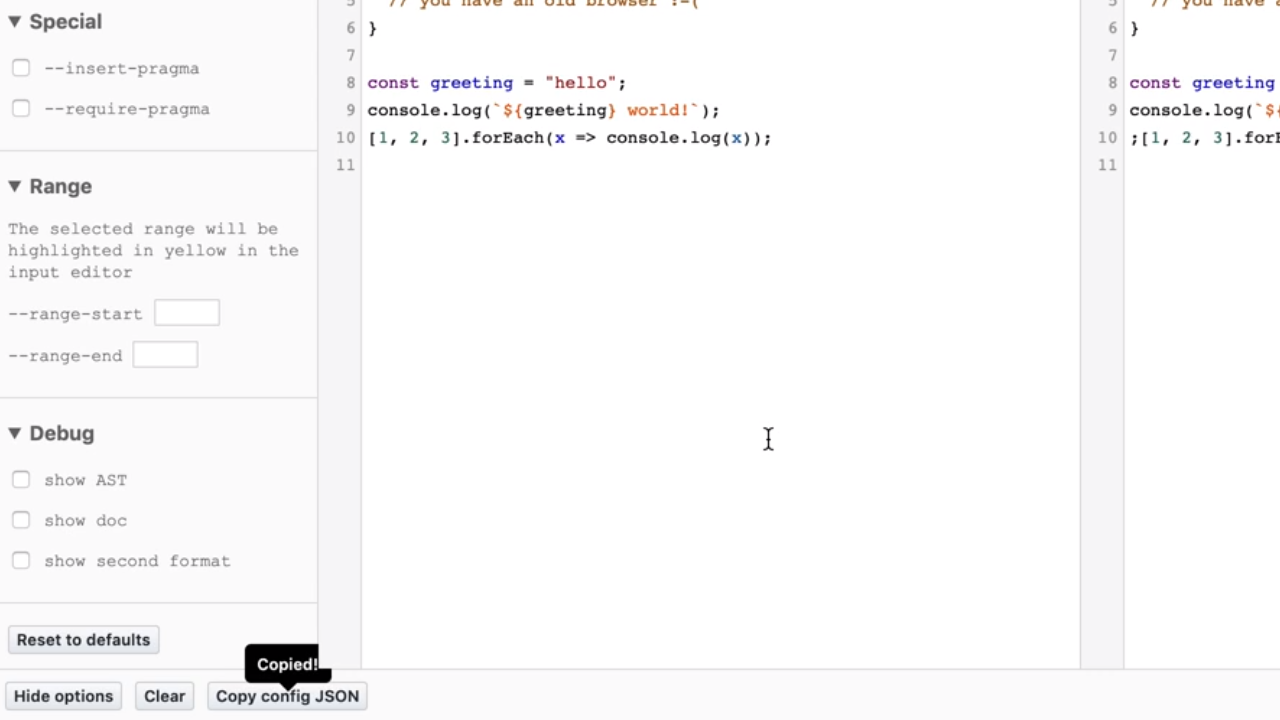 Special
--insert-pragma
--require-pragma
Range
The selected range will be
highlighted in yellow in the
input editor
--range-start
--range-end
Debug
show AST
show doc
show second format
Reset to defaults
Copied!
Hide options
Clear
Copy config JSON
5 // you have an old browser :-(
6 }
7
8 const greeting = "hello";
9 console.log(`${greeting} world!`);
10 [1, 2, 3].forEach(x => console.log(x));
11
5 // you have a
6 }
7
8 const greeting
9 console.log(`${
10 ;[1, 2, 3].forE
11